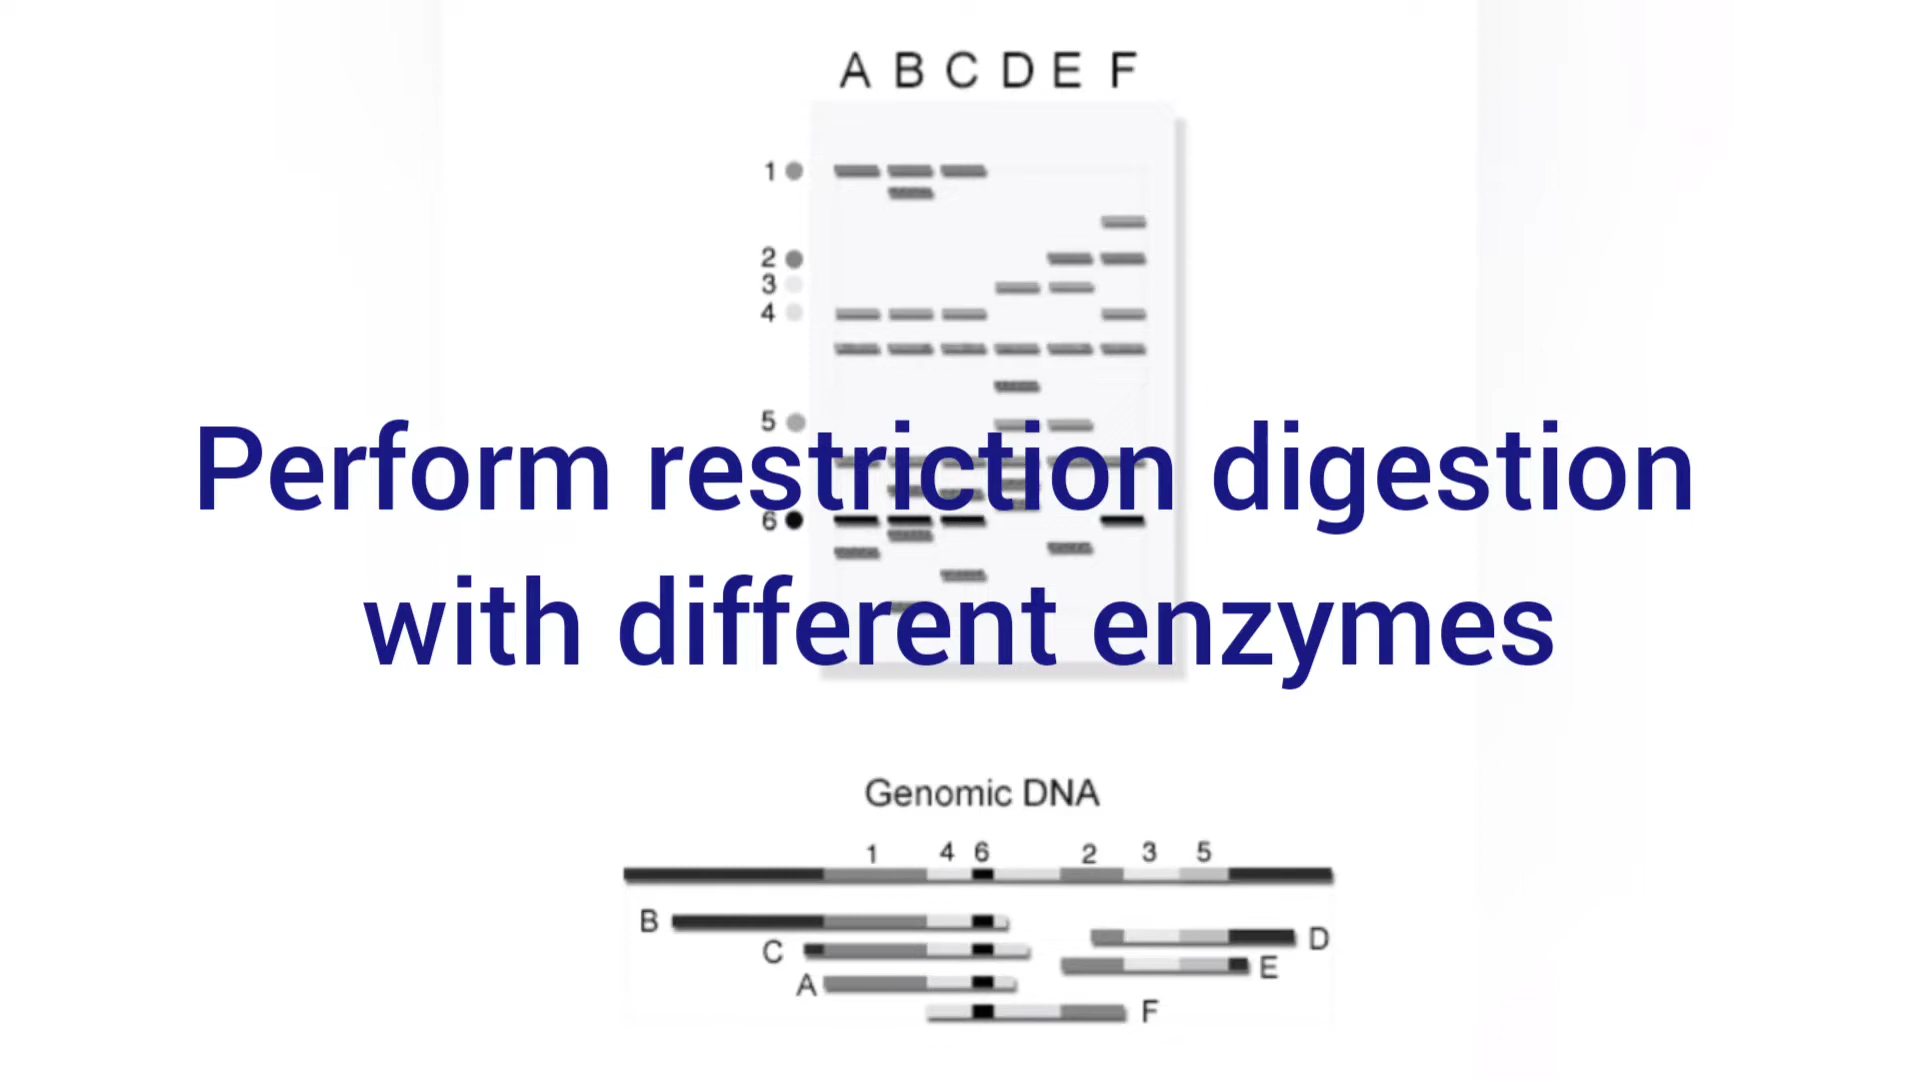 A B C D E F
1
2
3
4
5
Perform restriction digestion
6
with different enzymes
Genomic DNA
1 4 6 2 3 5
B
D
C
E
A
F